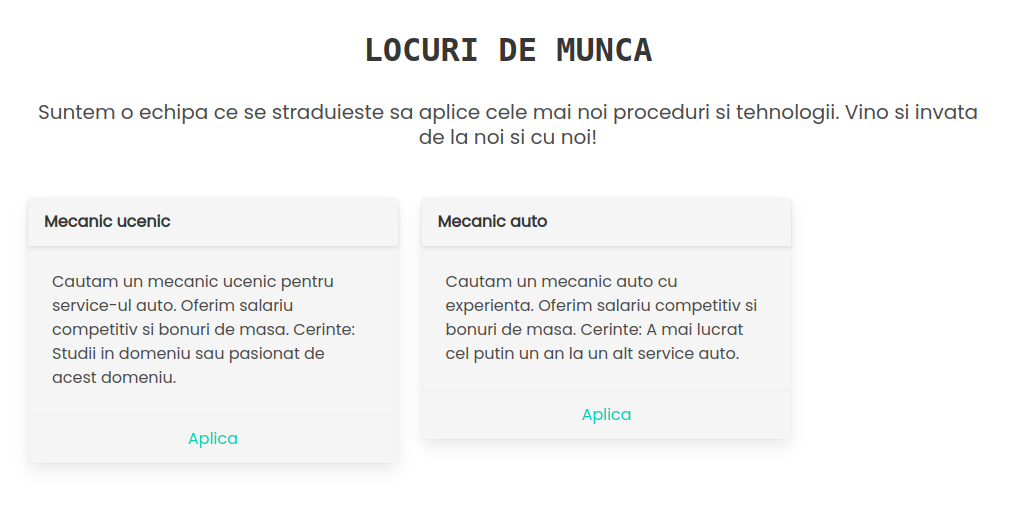 LOCURI DE MUNCA
Suntem o echipa ce se straduieste sa aplice cele mai noi proceduri si tehnologii. Vino si invata
de la noi si cu noi!
Mecanic ucenic
Cautam un mecanic ucenic pentru
service-ul auto. Oferim salariu
competitiv si bonuri de masa. Cerinte:
Studii in domeniu sau pasionat de
acest domeniu.
Aplica
Mecanic auto
Cautam un mecanic auto cu
experienta. Oferim salariu competitiv si
bonuri de masa. Cerinte: A mai lucrat
cel putin un an la un alt service auto.
Aplica